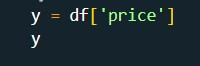 y = df['price']
y